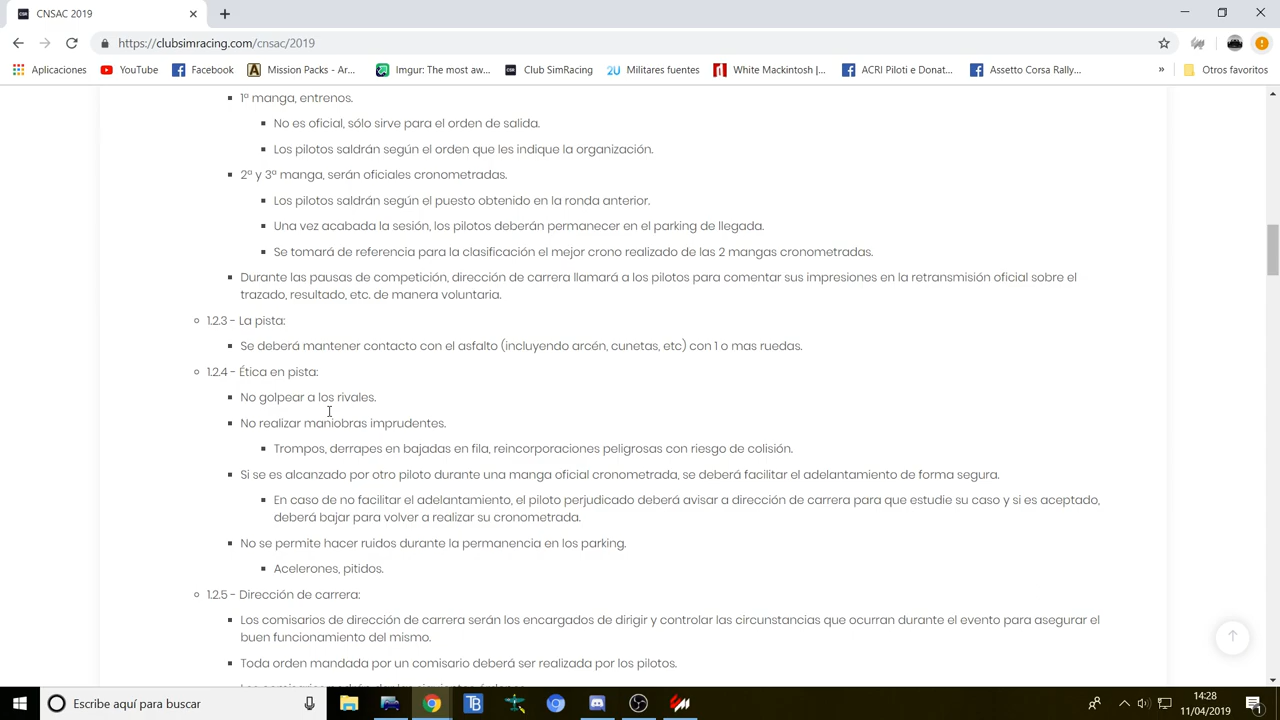 CNSAC 2019
https://clubsimracing.com/cnsac/2019
Aplicaciones YouTube Facebook Mission Packs - Ar... Imgur: The most aw... Club SimRacing Militares fuentes White Mackintosh |... ACRI Piloti e Donat... Assetto Corsa Rally... » Otros favoritos
1ª manga, entrenos.
No es oficial, sólo sirve para el orden de salida.
Los pilotos saldrán según el orden que les indique la organización.
2ª y 3ª manga, serán oficiales cronometradas.
Los pilotos saldrán según el puesto obtenido en la ronda anterior.
Una vez acabada la sesión, los pilotos deberán permanecer en el parking de llegada.
Se tomará de referencia para la clasificación el mejor crono realizado de las 2 mangas cronometradas.
Durante las pausas de competición, dirección de carrera llamará a los pilotos para comentar sus impresiones en la retransmisión oficial sobre el
trazado, resultado, etc. de manera voluntaria.
1.2.3 - La pista:
Se deberá mantener contacto con el asfalto (incluyendo arcén, cunetas, etc) con 1 o mas ruedas.
1.2.4 - Ética en pista:
No golpear a los rivales.
No realizar maniobras imprudentes.
Trompos, derrapes en bajadas en fila, reincorporaciones peligrosas con riesgo de colisión.
Si se es alcanzado por otro piloto durante una manga oficial cronometrada, se deberá facilitar el adelantamiento de forma segura.
En caso de no facilitar el adelantamiento, el piloto perjudicado deberá avisar a dirección de carrera para que estudie su caso y si es aceptado,
deberá bajar para volver a realizar su cronometrada.
No se permite hacer ruidos durante la permanencia en los parking.
Acelerones, pitidos.
1.2.5 - Dirección de carrera:
Los comisarios de dirección de carrera serán los encargados de dirigir y controlar las circunstancias que ocurran durante el evento para asegurar el
buen funcionamiento del mismo.
Toda orden mandada por un comisario deberá ser realizada por los pilotos.
Escribe aquí para buscar
14:28
11/04/2019